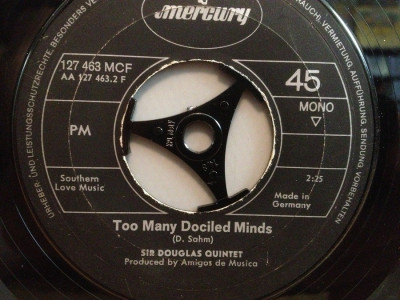 mercury
127 463 MCF
AA 127 463.2 F
45
MONO
PM
Southern
Love Music
2:25
Made in
Germany
Too Many Dociled Minds
(D. Sahm)
SIR DOUGLAS QUINTET
Produced by Amigos de Musica
URHEBER- UND LEISTUNGSSCHUTZRECHTE, BESONDERS VER
BRAUCH), VERMIETUNG, AUFFÜHRUNG, SENDUNG VORBEHALTEN